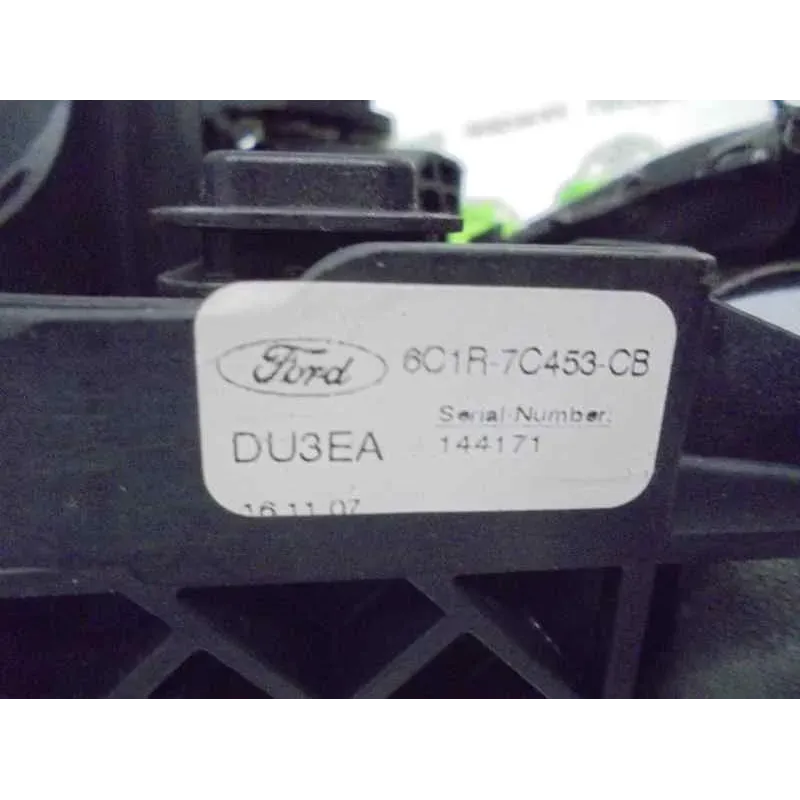 Ford 6C1R-7C453-CB
Serial Number:
DU3EA 144171
16.11.07